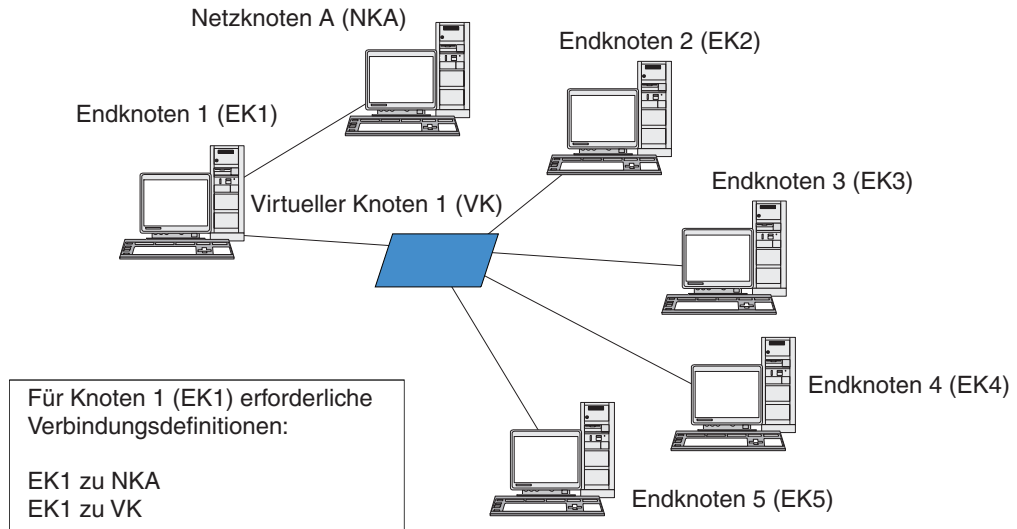 Netzknoten A (NKA)
Endknoten 2 (EK2)
Endknoten 1 (EK1)
Endknoten 3 (EK3)
Virtueller Knoten 1 (VK)
Endknoten 4 (EK4)
Für Knoten 1 (EK1) erforderliche
Verbindungsdefinitionen:
EK1 zu NKA
EK1 zu VK
Endknoten 5 (EK5)